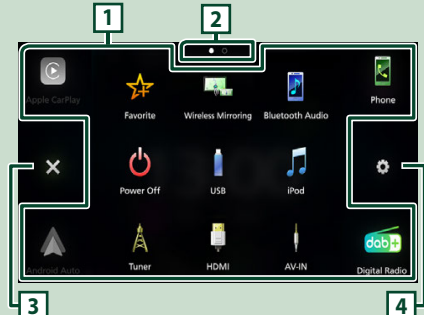 1
2
Apple CarPlay
Favorite
Wireless Mirroring
Bluetooth Audio
Phone
Power Off
USB
iPod
Android Auto
Tuner
HDMI
AV-IN
dab+
Digital Radio
3
4